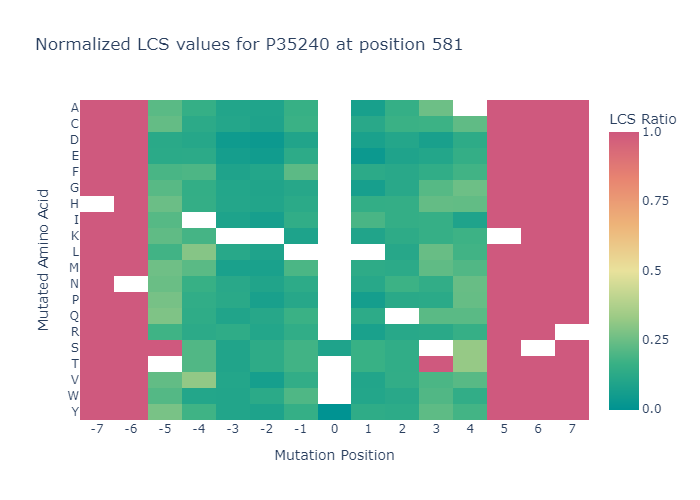 Normalized LCS values for P35240 at position 581
LCS Ratio
A
C
D
E
F
G
H
I
K
L
M
N
P
Q
R
S
T
V
W
Y
Mutated Amino Acid
-7 -6 -5 -4 -3 -2 -1 0 1 2 3 4 5 6 7
Mutation Position
1.0
0.75
0.5
0.25
0.0